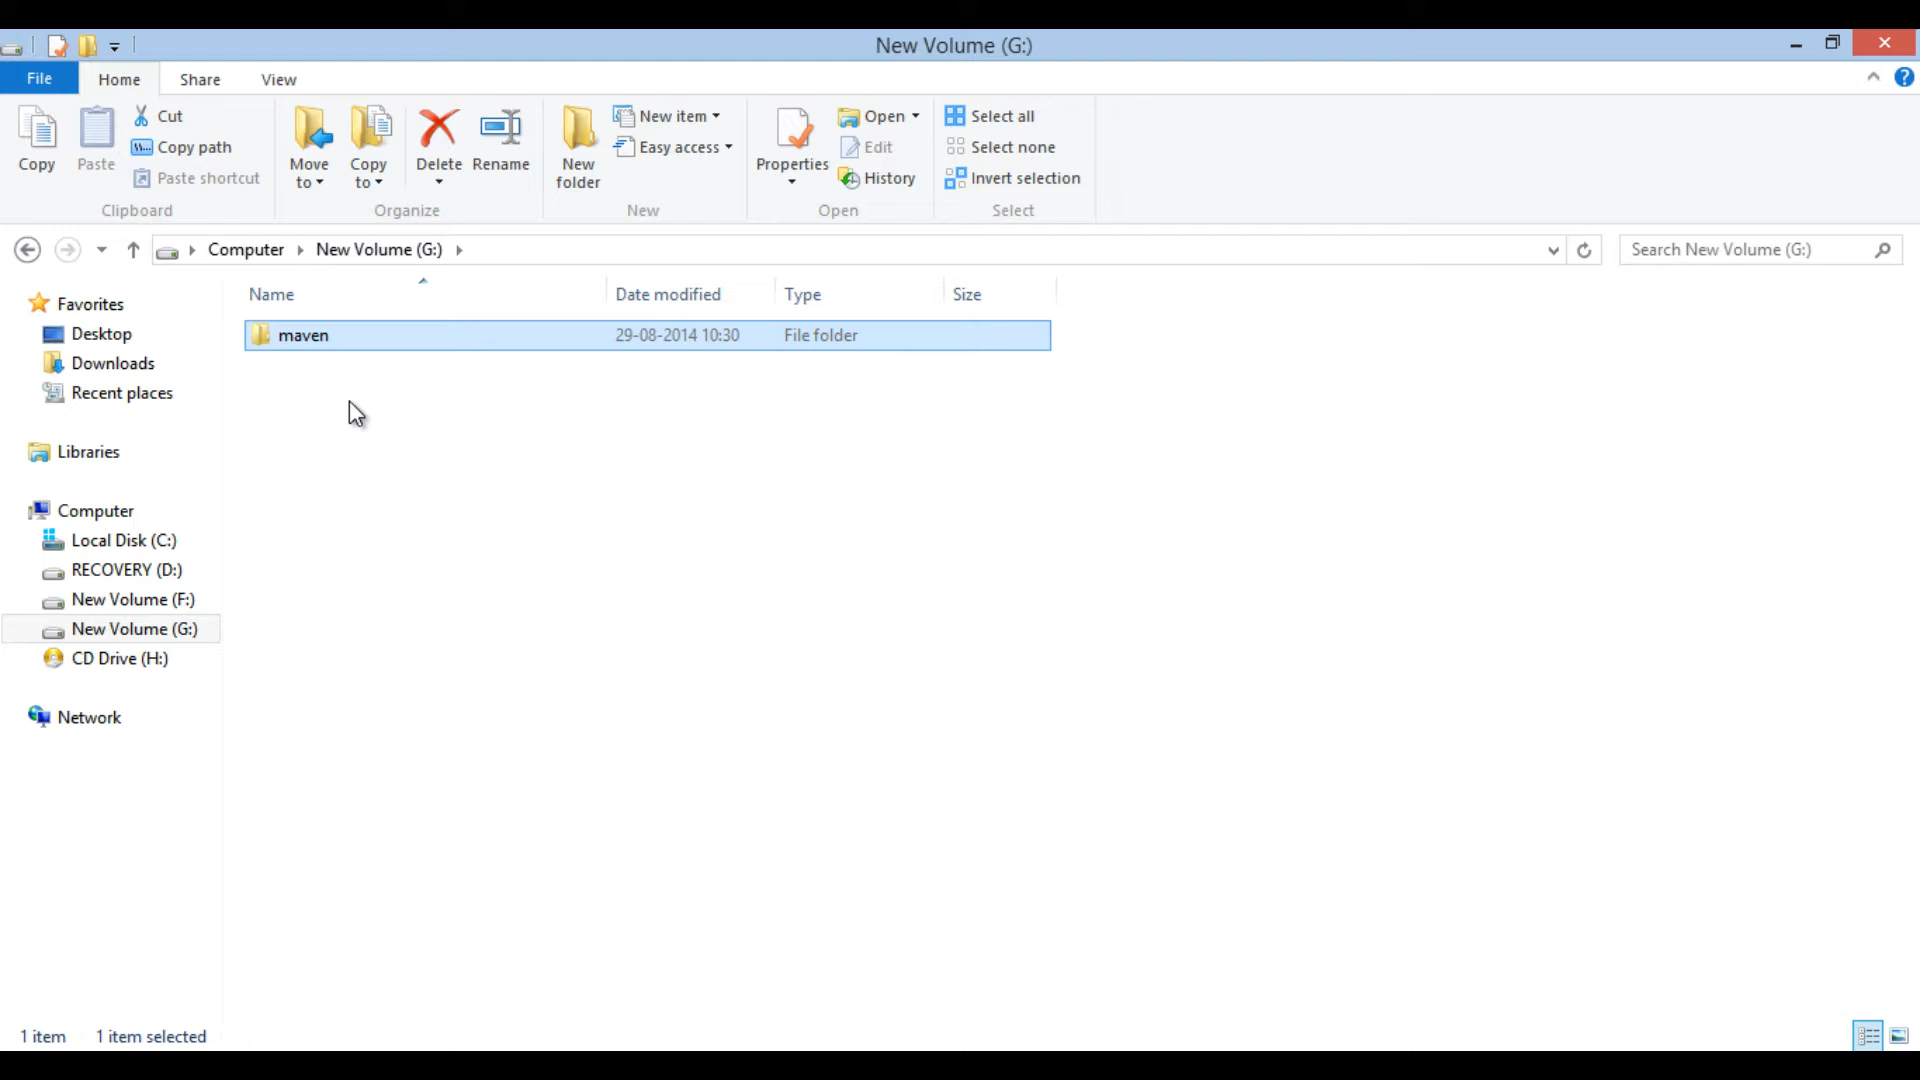 New Volume (G:)
File Home Share View
Copy
Paste
Cut
Copy path
Paste shortcut
Clipboard
Move to
Copy to
Delete
Rename
Organize
New folder
New item
Easy access
New
Properties
Open
Edit
History
Open
Select all
Select none
Invert selection
Select
Computer New Volume (G:)
Search New Volume (G:)
Name Date modified Type Size
maven 29-08-2014 10:30 File folder
Favorites
Desktop
Downloads
Recent places
Libraries
Computer
Local Disk (C:)
RECOVERY (D:)
New Volume (F:)
New Volume (G:)
CD Drive (H:)
Network
1 item 1 item selected